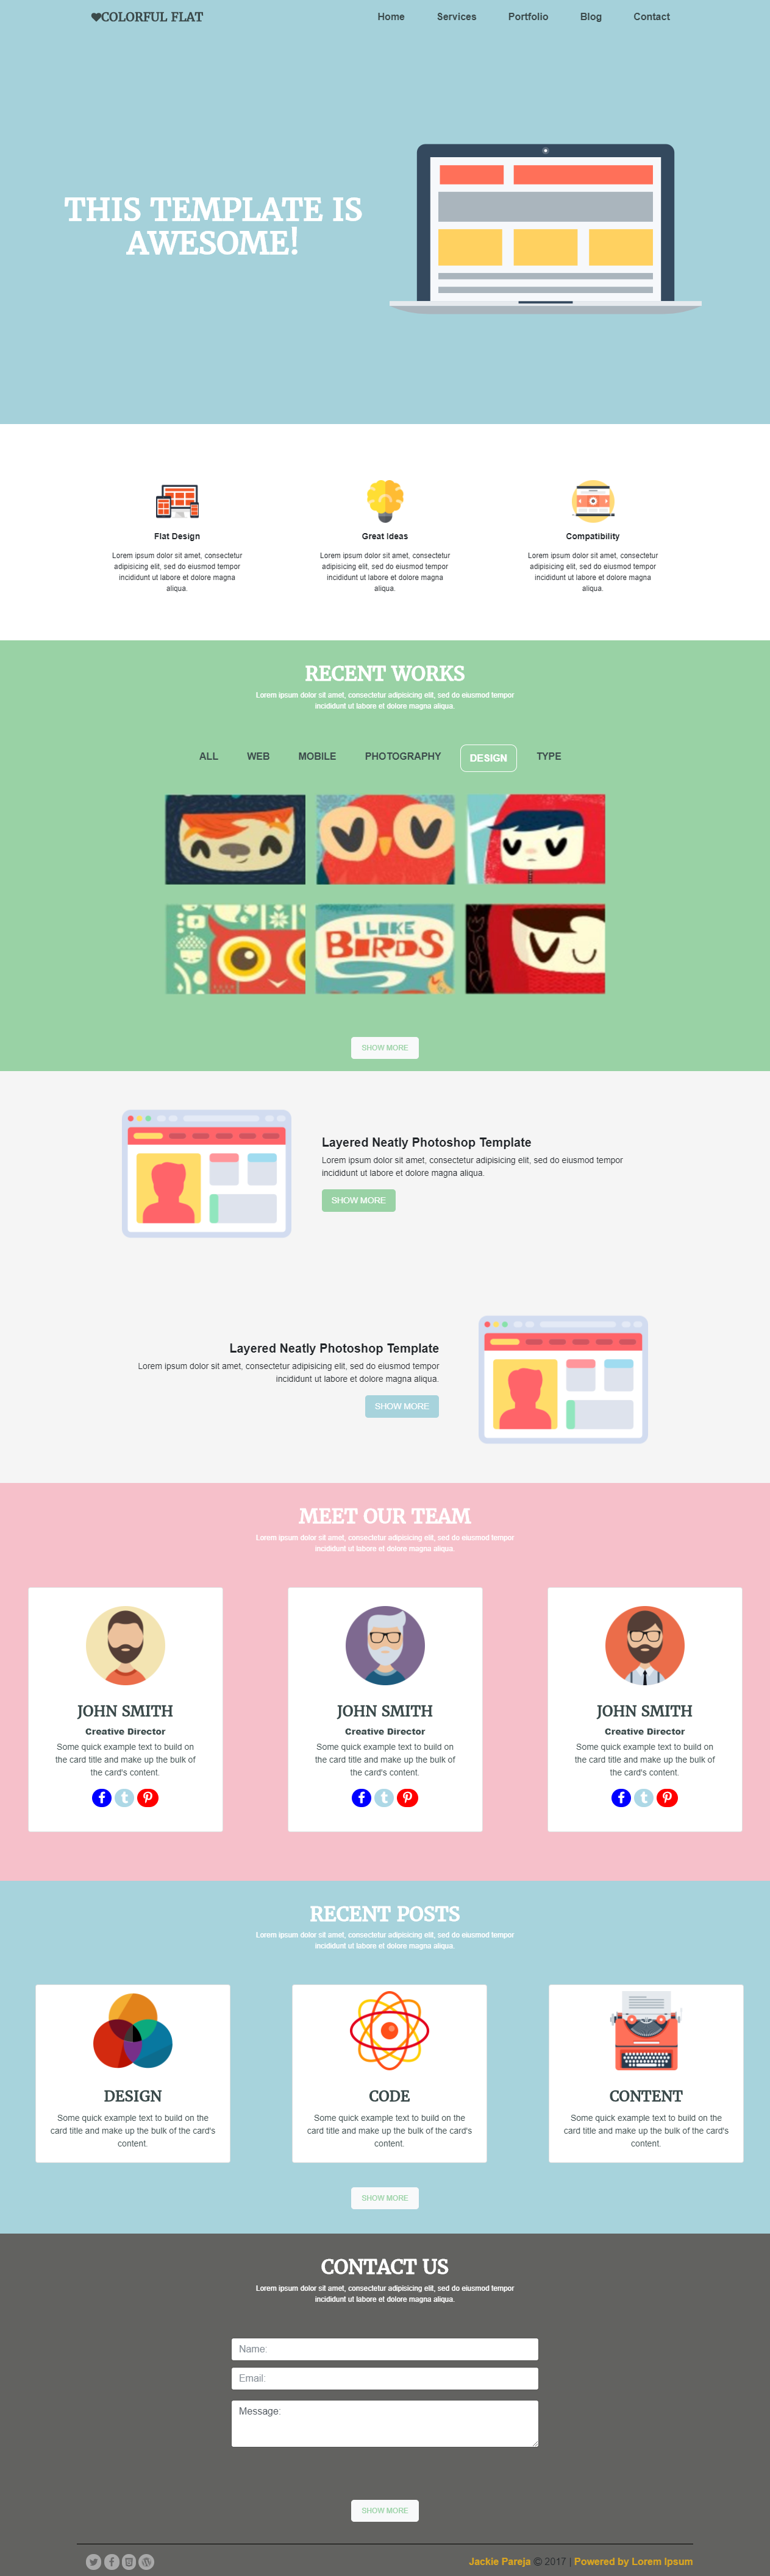 COLORFUL FLAT
Home Services Portfolio Blog Contact
THIS TEMPLATE IS
AWESOME!
Flat Design
Lorem ipsum dolor sit amet, consectetur
adipisicing elit, sed do eiusmod tempor
incididunt ut labore et dolore magna
aliqua.
Great Ideas
Lorem ipsum dolor sit amet, consectetur
adipisicing elit, sed do eiusmod tempor
incididunt ut labore et dolore magna
aliqua.
Compatibility
Lorem ipsum dolor sit amet, consectetur
adipisicing elit, sed do eiusmod tempor
incididunt ut labore et dolore magna
aliqua.
RECENT WORKS
Lorem ipsum dolor sit amet, consectetur adipisicing elit, sed do eiusmod tempor
incididunt ut labore et dolore magna aliqua.
ALL WEB MOBILE PHOTOGRAPHY DESIGN TYPE
I LIKE
BIRDS
SHOW MORE
Layered Neatly Photoshop Template
Lorem ipsum dolor sit amet, consectetur adipisicing elit, sed do eiusmod tempor
incididunt ut labore et dolore magna aliqua.
SHOW MORE
Layered Neatly Photoshop Template
Lorem ipsum dolor sit amet, consectetur adipisicing elit, sed do eiusmod tempor
incididunt ut labore et dolore magna aliqua.
SHOW MORE
MEET OUR TEAM
Lorem ipsum dolor sit amet, consectetur adipisicing elit, sed do eiusmod tempor
incididunt ut labore et dolore magna aliqua.
JOHN SMITH
Creative Director
Some quick example text to build on
the card title and make up the bulk of
the card's content.
JOHN SMITH
Creative Director
Some quick example text to build on
the card title and make up the bulk of
the card's content.
JOHN SMITH
Creative Director
Some quick example text to build on
the card title and make up the bulk of
the card's content.
RECENT POSTS
Lorem ipsum dolor sit amet, consectetur adipisicing elit, sed do eiusmod tempor
incididunt ut labore et dolore magna aliqua.
DESIGN
Some quick example text to build on the
card title and make up the bulk of the card's
content.
CODE
Some quick example text to build on the
card title and make up the bulk of the card's
content.
CONTENT
Some quick example text to build on the
card title and make up the bulk of the card's
content.
SHOW MORE
CONTACT US
Lorem ipsum dolor sit amet, consectetur adipisicing elit, sed do eiusmod tempor
incididunt ut labore et dolore magna aliqua.
Name:
Email:
Message:
SHOW MORE
Jackie Pareja © 2017 | Powered by Lorem Ipsum